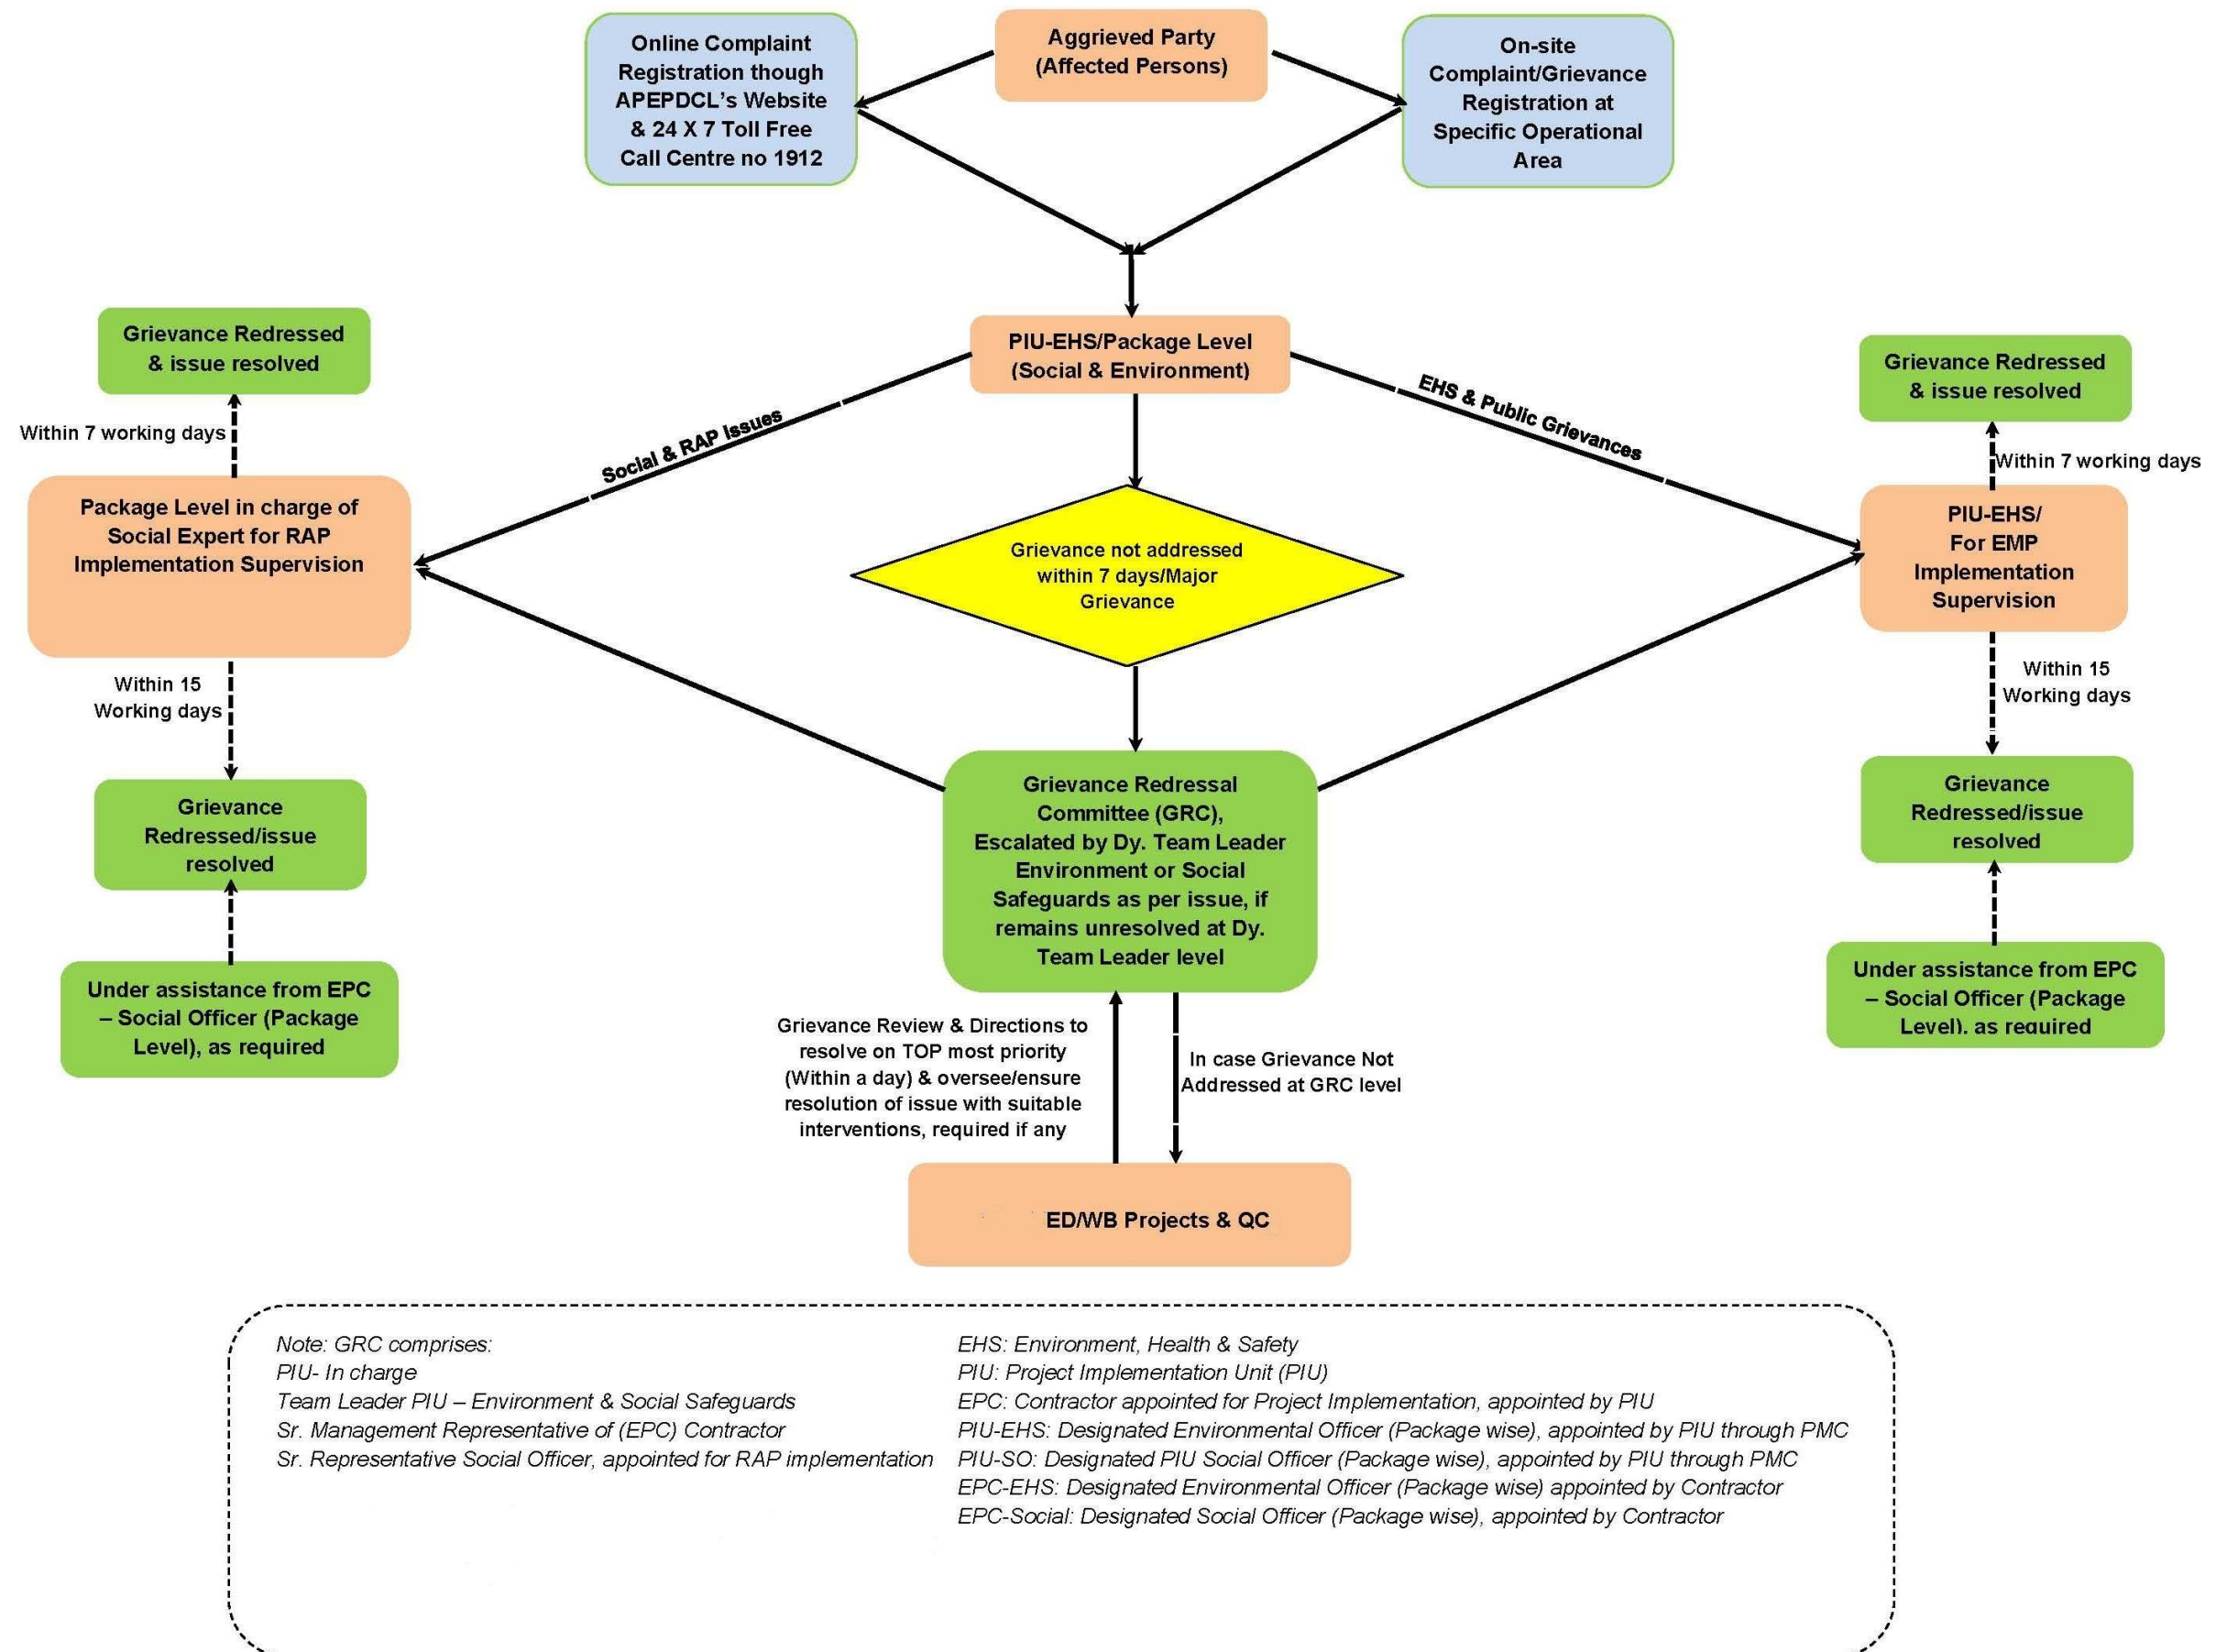 Online Complaint
Registration though
APEPDCL's Website
& 24 X 7 Toll Free
Call Centre no 1912
Aggrieved Party
(Affected Persons)
On-site
Complaint/Grievance
Registration at
Specific Operational
Area
Grievance Redressed
& issue resolved
Within 7 working days
Package Level in charge of
Social Expert for RAP
Implementation Supervision
Within 15
Working days
Grievance
Redressed/issue
resolved
Under assistance from EPC
– Social Officer (Package
Level), as required
PIU-EHS/Package Level
(Social & Environment)
Social & RAP Issues
EHS & Public Grievances
Grievance not addressed
within 7 days/Major
Grievance
Grievance Redressal
Committee (GRC),
Escalated by Dy. Team Leader
Environment or Social
Safeguards as per issue, if
remains unresolved at Dy.
Team Leader level
Grievance Review & Directions to
resolve on TOP most priority
(Within a day) & oversee/ensure
resolution of issue with suitable
interventions, required if any
In case Grievance Not
Addressed at GRC level
ED/WB Projects & QC
Grievance Redressed
& issue resolved
Within 7 working days
PIU-EHS/
For EMP
Implementation
Supervision
Within 15
Working days
Grievance
Redressed/issue
resolved
Under assistance from EPC
– Social Officer (Package
Level), as required
Note: GRC comprises:
PIU- In charge
Team Leader PIU – Environment & Social Safeguards
Sr. Management Representative of (EPC) Contractor
Sr. Representative Social Officer, appointed for RAP implementation
EHS: Environment, Health & Safety
PIU: Project Implementation Unit (PIU)
EPC: Contractor appointed for Project Implementation, appointed by PIU
PIU-EHS: Designated Environmental Officer (Package wise), appointed by PIU through PMC
PIU-SO: Designated PIU Social Officer (Package wise), appointed by PIU through PMC
EPC-EHS: Designated Environmental Officer (Package wise) appointed by Contractor
EPC-Social: Designated Social Officer (Package wise), appointed by Contractor